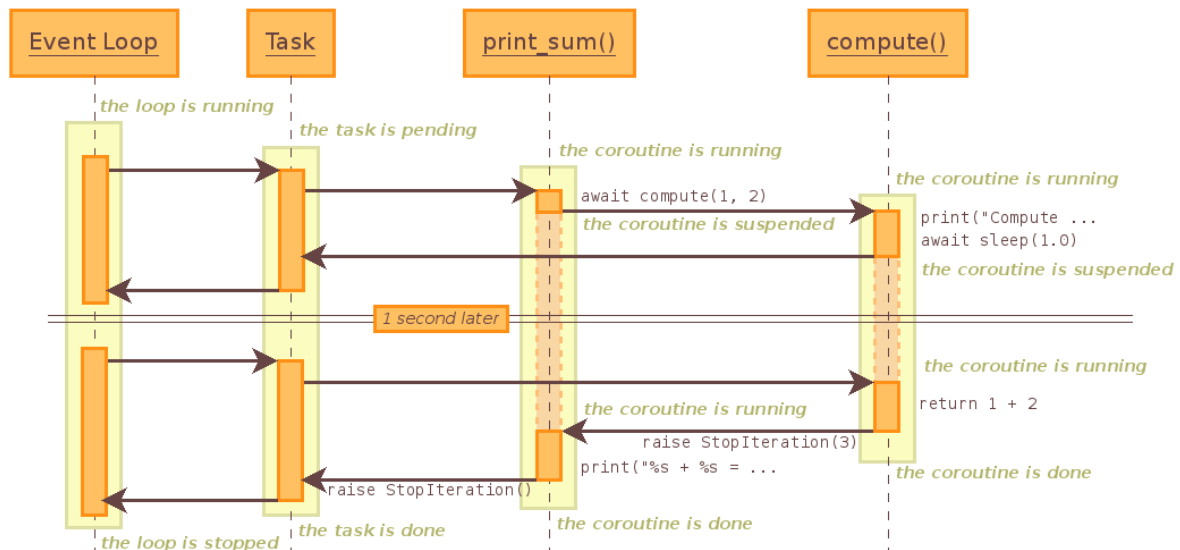 Event Loop
Task
print_sum()
compute()
the loop is running
the task is pending
the coroutine is running
the coroutine is running
await compute(1, 2)
print("Compute ...
the coroutine is suspended
await sleep(1.0)
the coroutine is suspended
1 second later
the coroutine is running
return 1 + 2
the coroutine is running
raise StopIteration(3)
print("%s + %s = ...
the coroutine is done
raise StopIteration()
the coroutine is done
the task is done
the loop is stopped